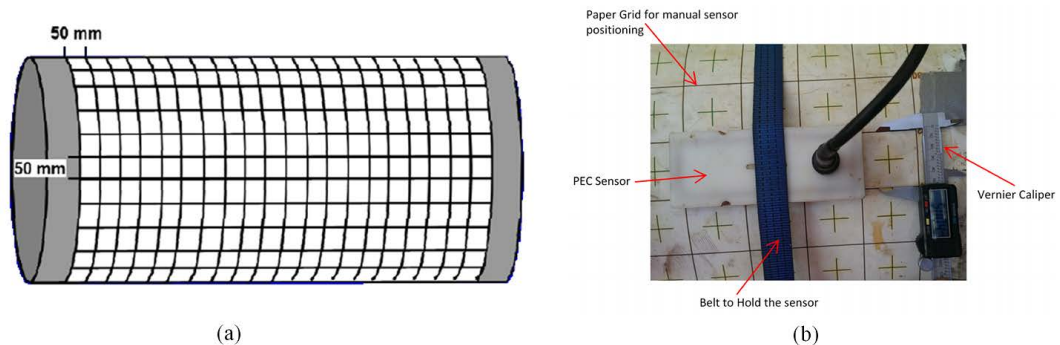 50 mm
50 mm
(a)
Paper Grid for manual sensor
positioning
PEC Sensor
Vernier Caliper
Belt to Hold the sensor
(b)